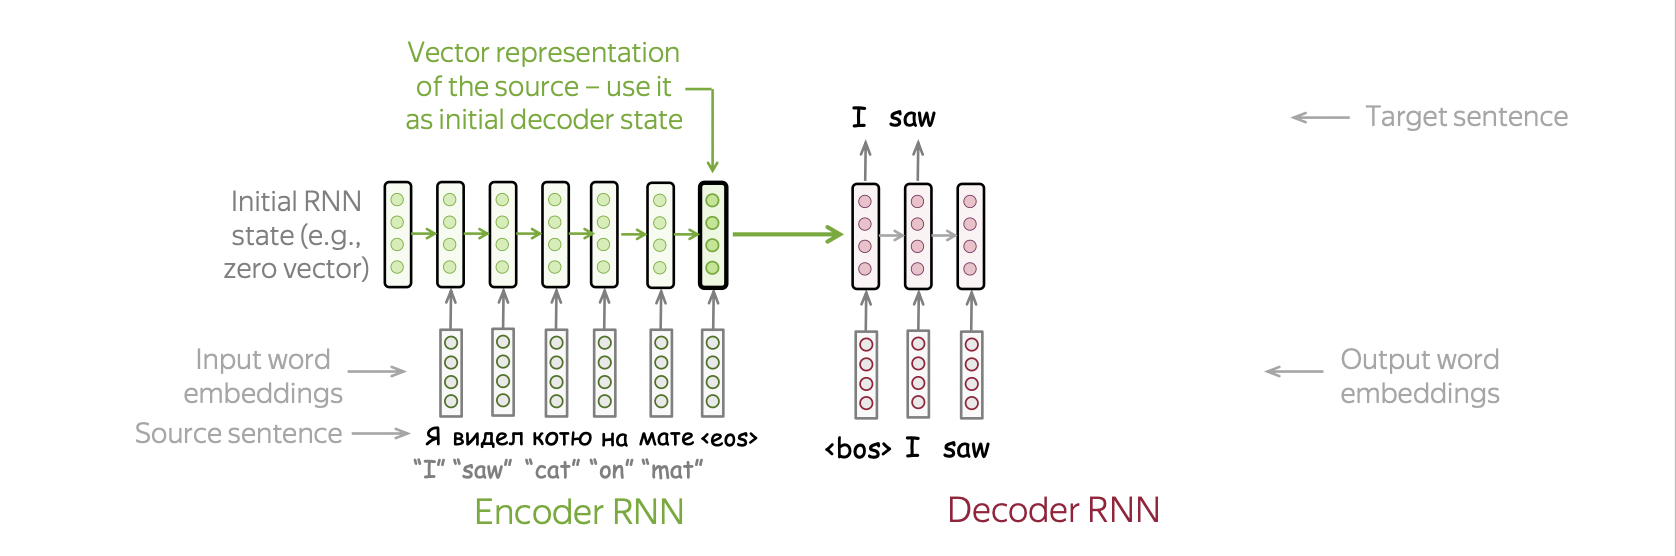 Vector representation
of the source – use it
as initial decoder state
I saw
Target sentence
Initial RNN
state (e.g.,
zero vector)
Input word
embeddings
Output word
embeddings
Source sentence
Я видел котю на мате <eos>
"I" "saw" "cat" "on" "mat"
<bos> I saw
Encoder RNN
Decoder RNN